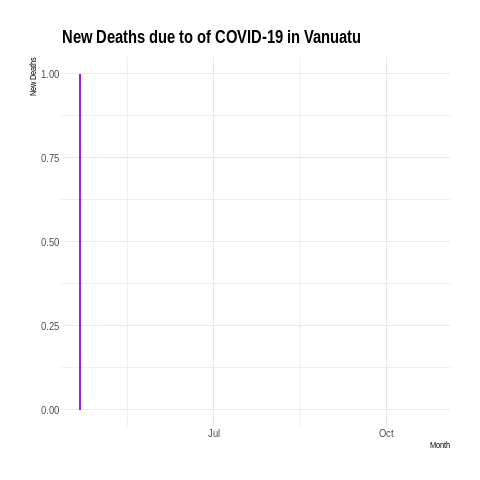 New Deaths due to of COVID-19 in Vanuatu
New Deaths
1.00
0.75
0.50
0.25
0.00
Jul Oct
Month